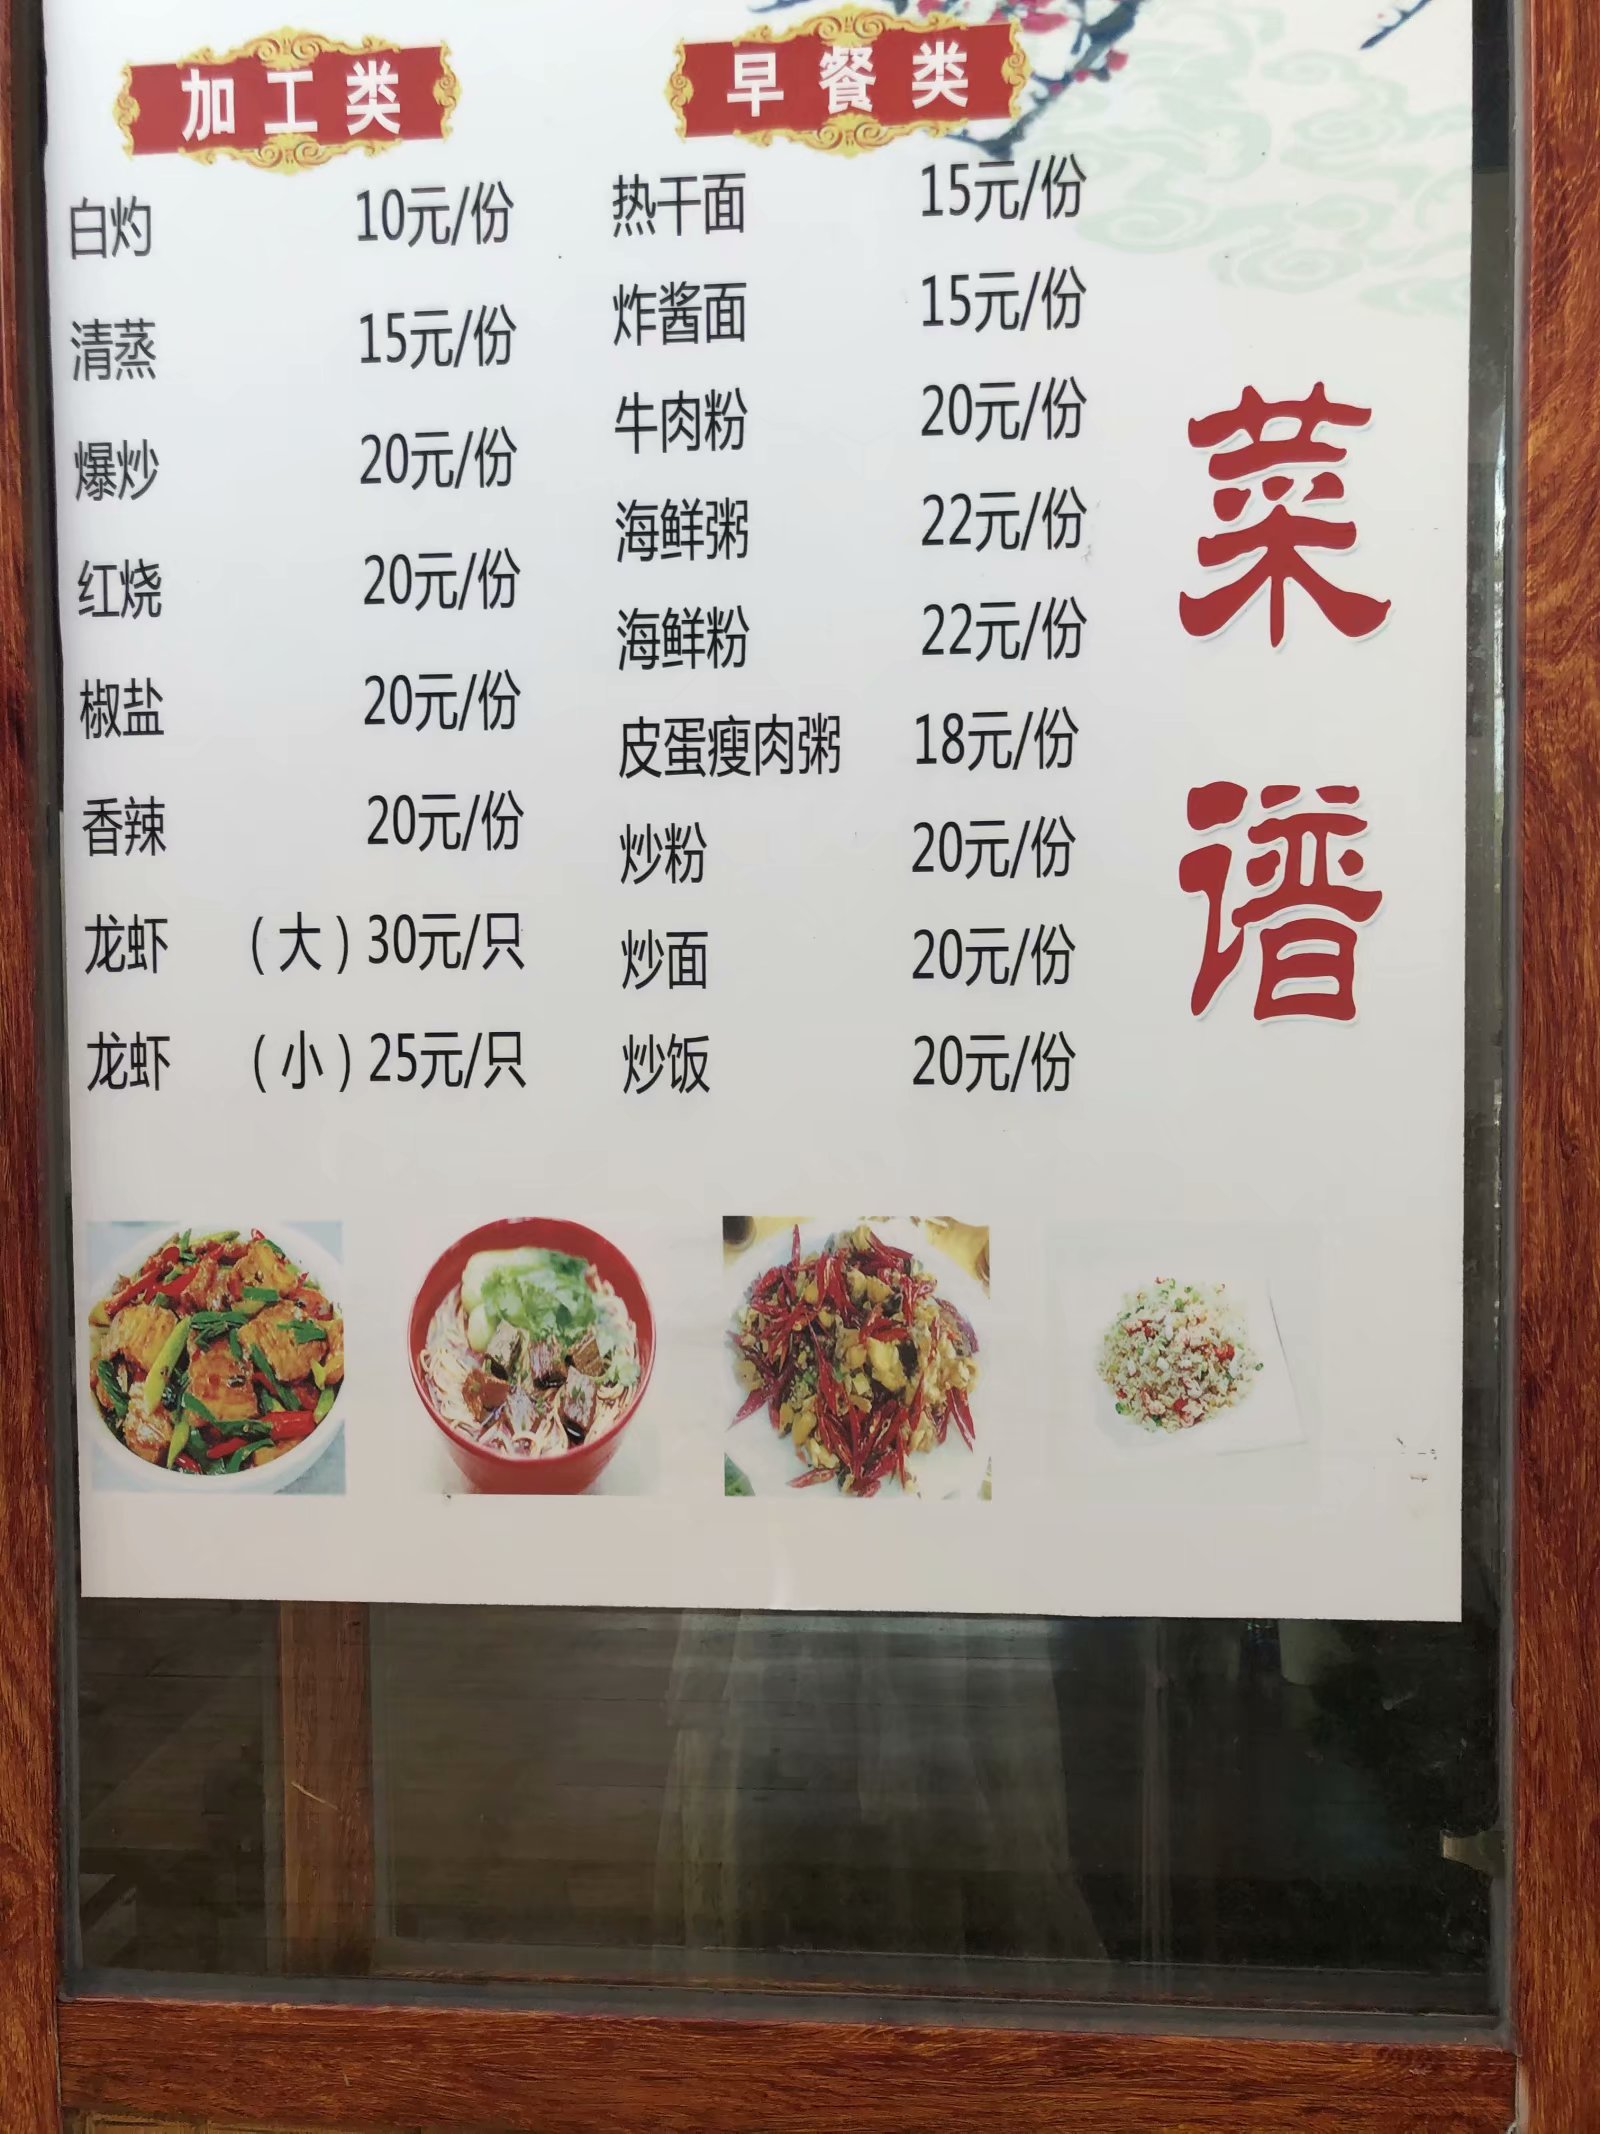 加工类
白灼 10元/份
清蒸 15元/份
爆炒 20元/份
红烧 20元/份
椒盐 20元/份
香辣 20元/份
龙虾 （大）30元/只
龙虾 （小）25元/只
早餐类
热干面 15元/份
炸酱面 15元/份
牛肉粉 20元/份
海鲜粥 22元/份
海鲜粉 22元/份
皮蛋瘦肉粥 18元/份
炒粉 20元/份
炒面 20元/份
炒饭 20元/份
菜谱